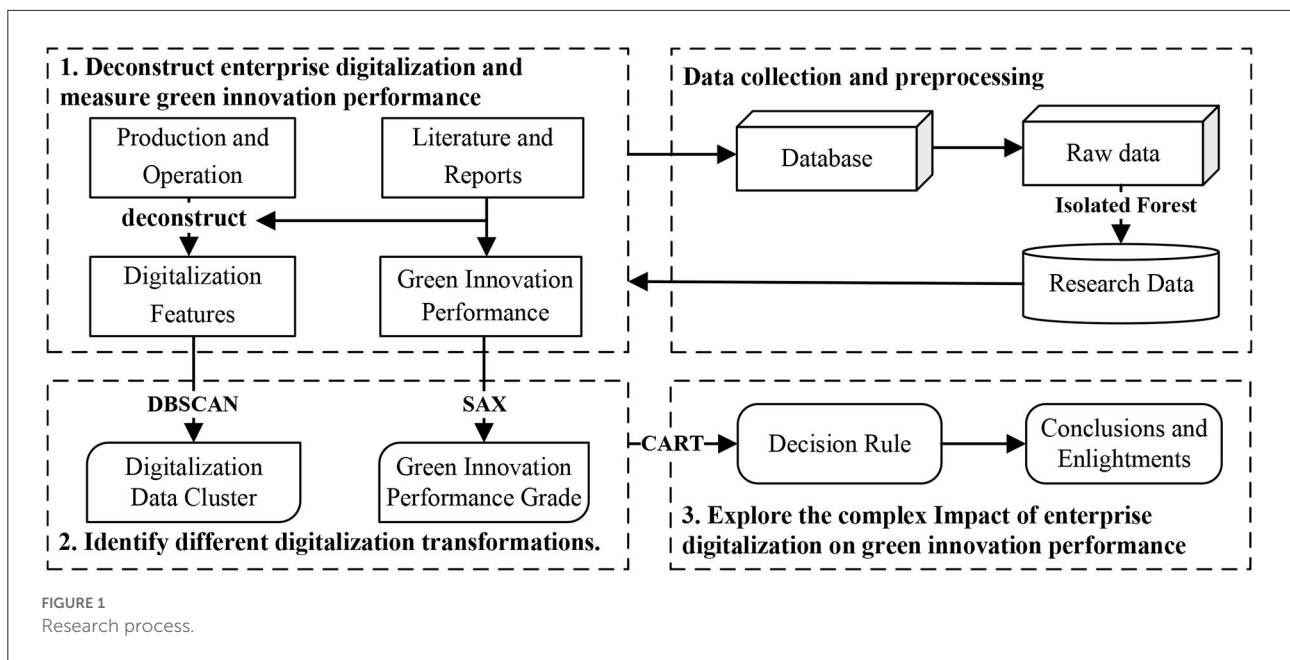 1. Deconstruct enterprise digitalization and
measure green innovation performance
Production and
Operation
Literature and
Reports
deconstruct
Digitalization
Features
Green Innovation
Performance
Data collection and preprocessing
Database
Raw data
Isolated Forest
Research Data
DBSCAN
SAX
Digitalization
Data Cluster
Green Innovation
Performance Grade
2. Identify different digitalization transformations.
CART
Decision Rule
Conclusions and
Enlightments
3. Explore the complex Impact of enterprise
digitalization on green innovation performance
FIGURE 1
Research process.